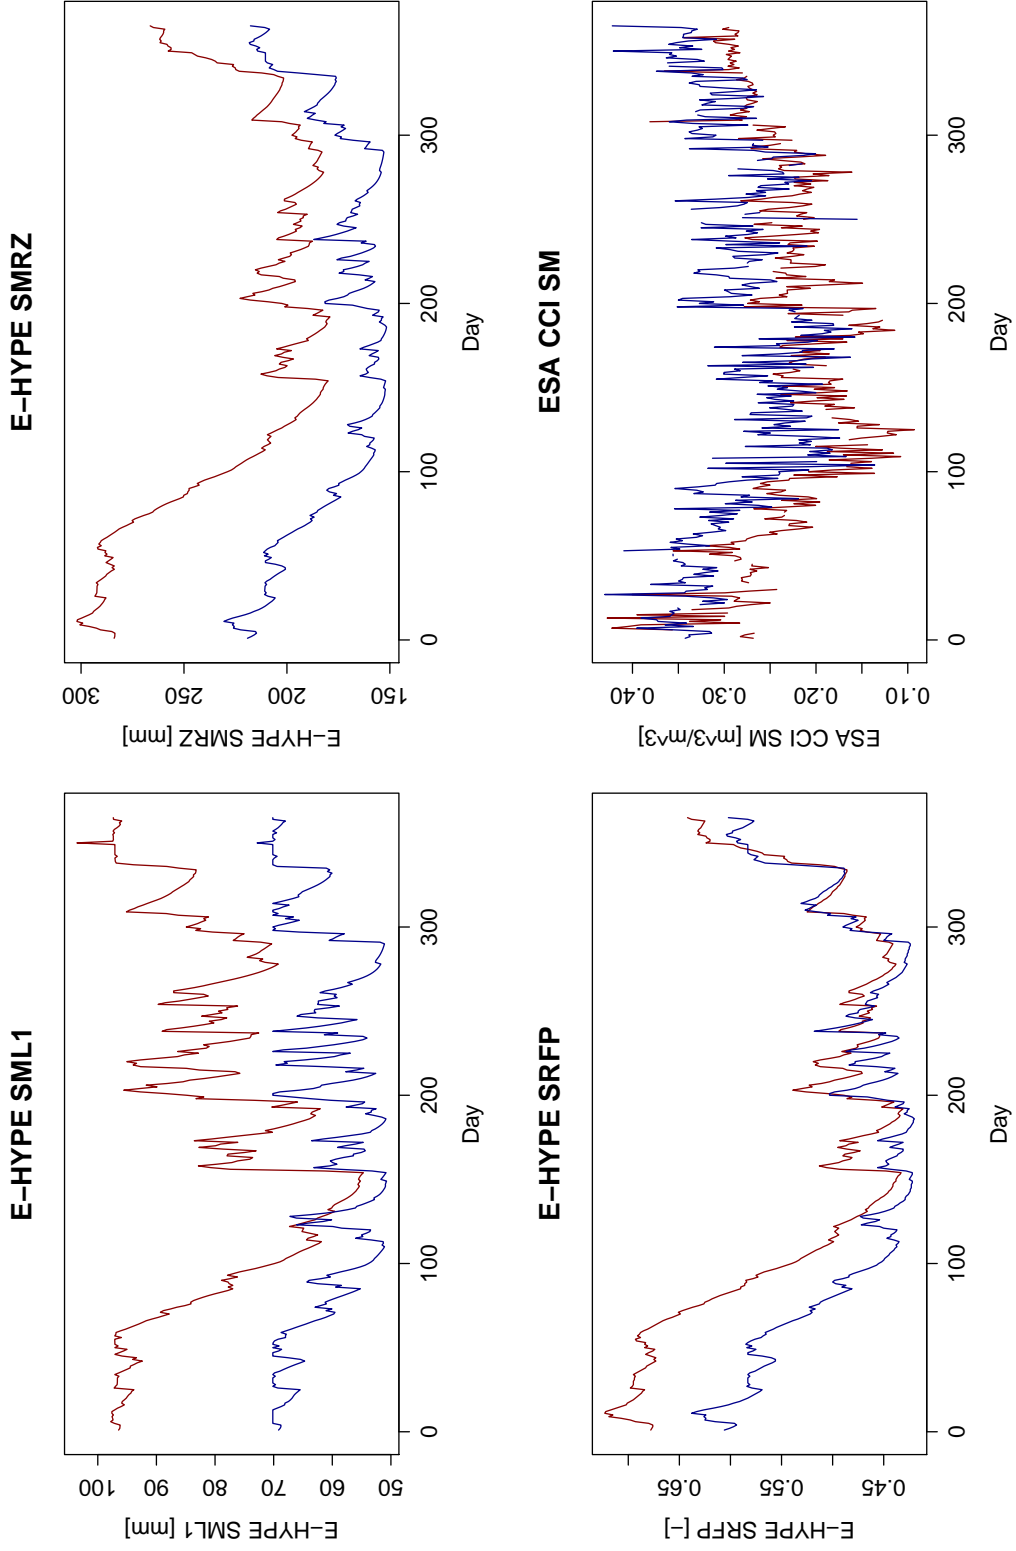 E–HYPE SML1
E–HYPE SML1 [mm]
100
90
80
70
60
50
0
100
200
300
Day
E–HYPE SMRZ
E–HYPE SMRZ [mm]
300
250
200
150
0
100
200
300
Day
E–HYPE SRFP
E–HYPE SRFP [–]
0.65
0.55
0.45
0
100
200
300
Day
ESA CCI SM
ESA CCI SM [m^3/m^3]
0.40
0.30
0.20
0.10
0
100
200
300
Day